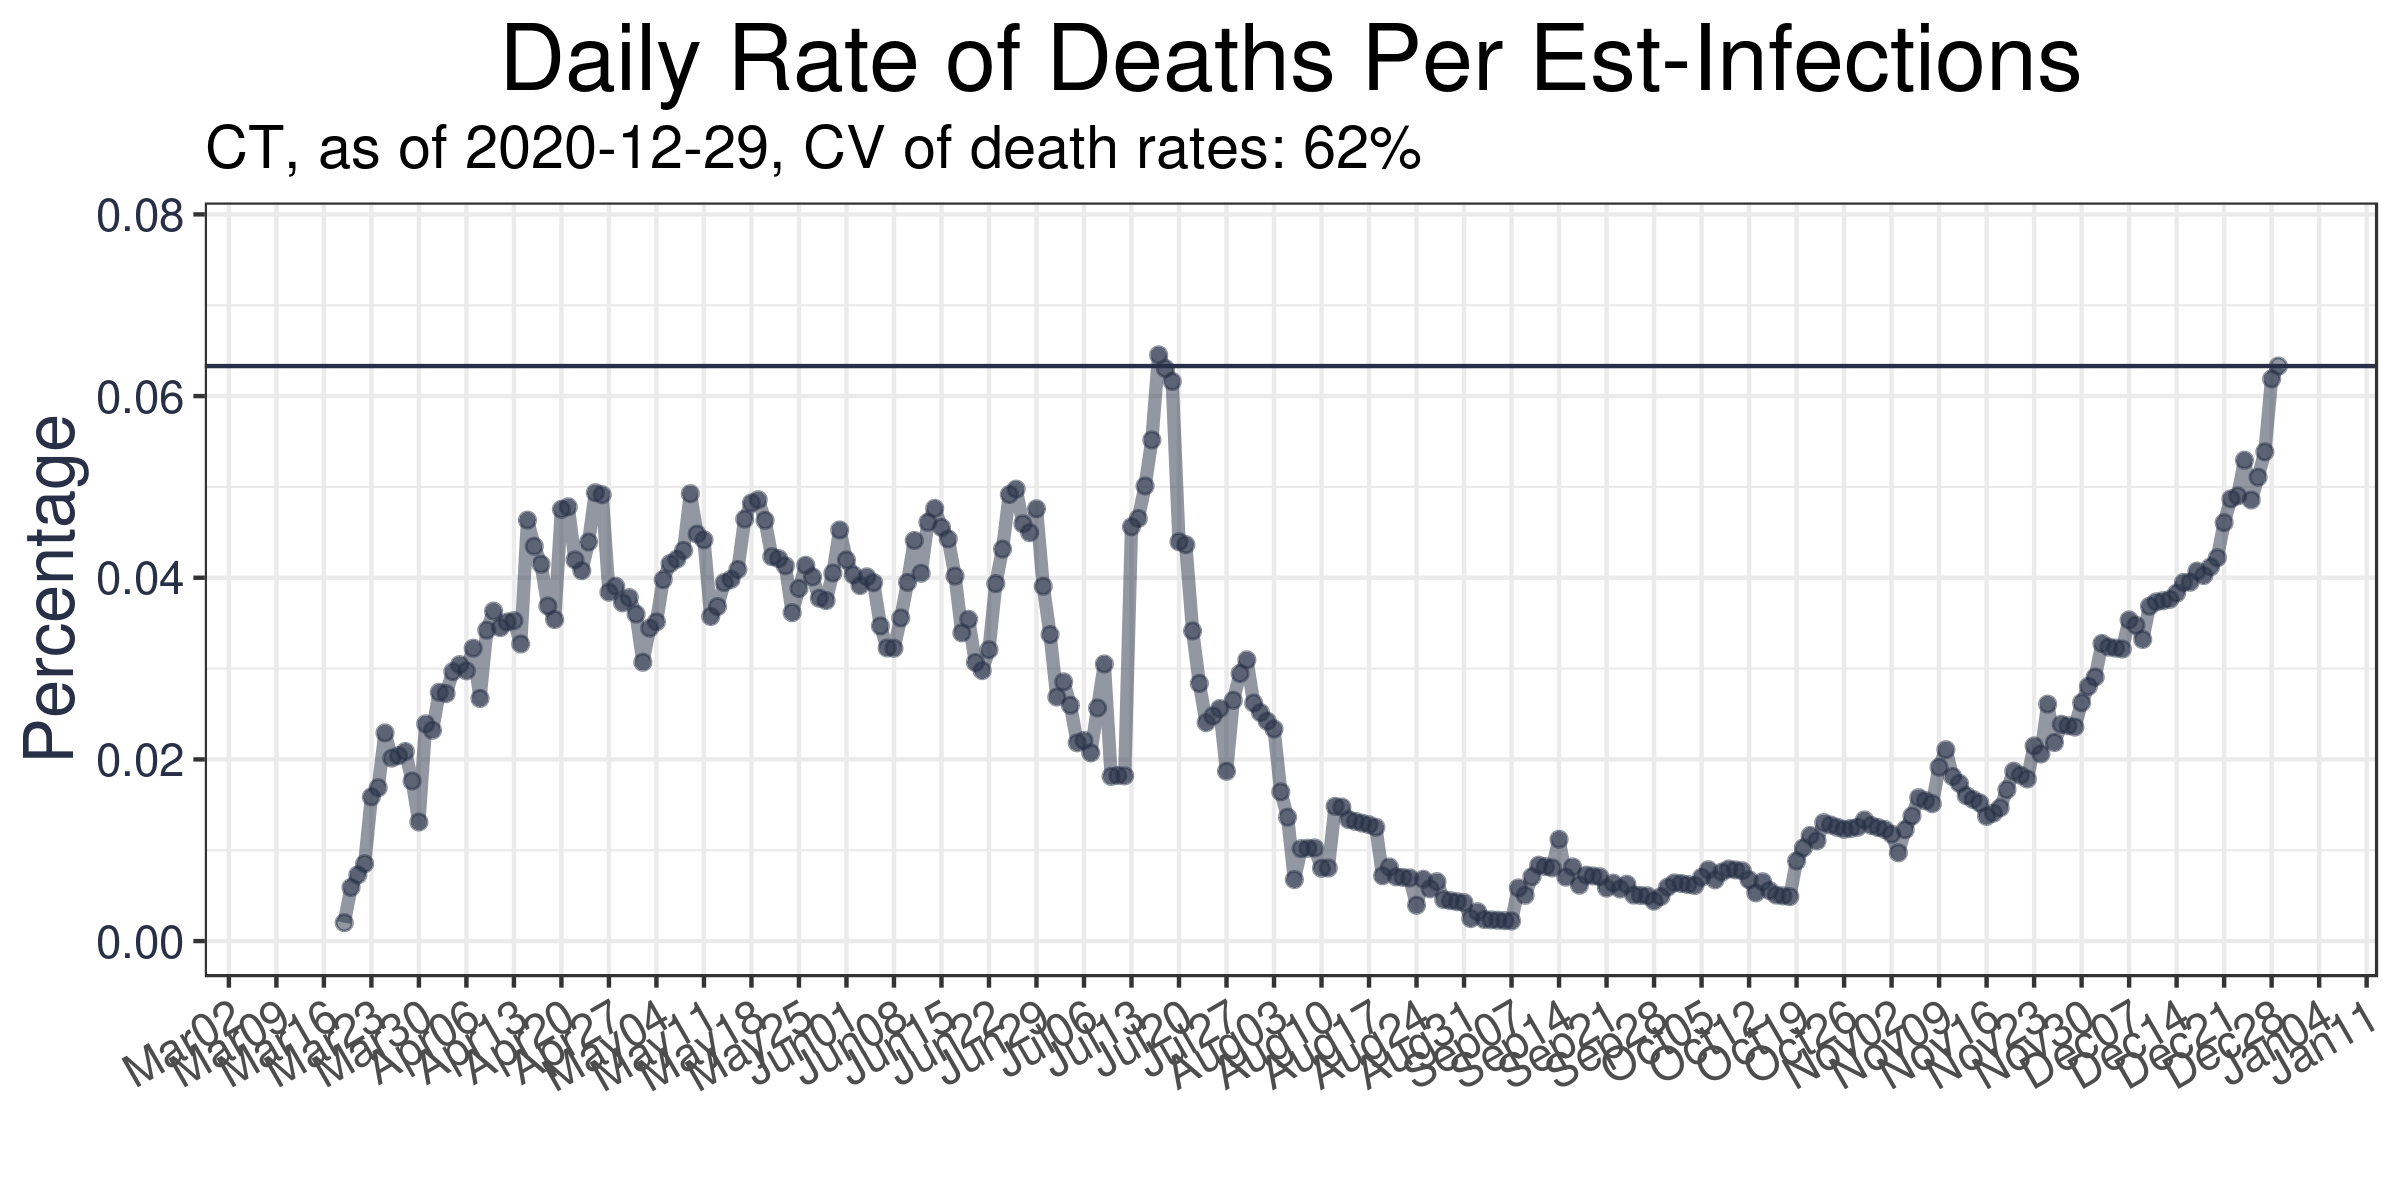 Daily Rate of Deaths Per Est-Infections
CT, as of 2020-12-29, CV of death rates: 62%
Percentage
0.08
0.06
0.04
0.02
0.00
Mar02
Mar09
Mar16
Mar23
Mar30
Apr06
Apr13
Apr20
Apr27
May04
May11
May18
May25
Jun01
Jun08
Jun15
Jun22
Jun29
Jul06
Jul13
Jul20
Jul27
Aug03
Aug10
Aug17
Aug24
Aug31
Sep07
Sep14
Sep21
Sep28
Oct05
Oct12
Oct19
Oct26
Nov02
Nov09
Nov16
Nov23
Nov30
Dec07
Dec14
Dec21
Dec28
Jan04
Jan11